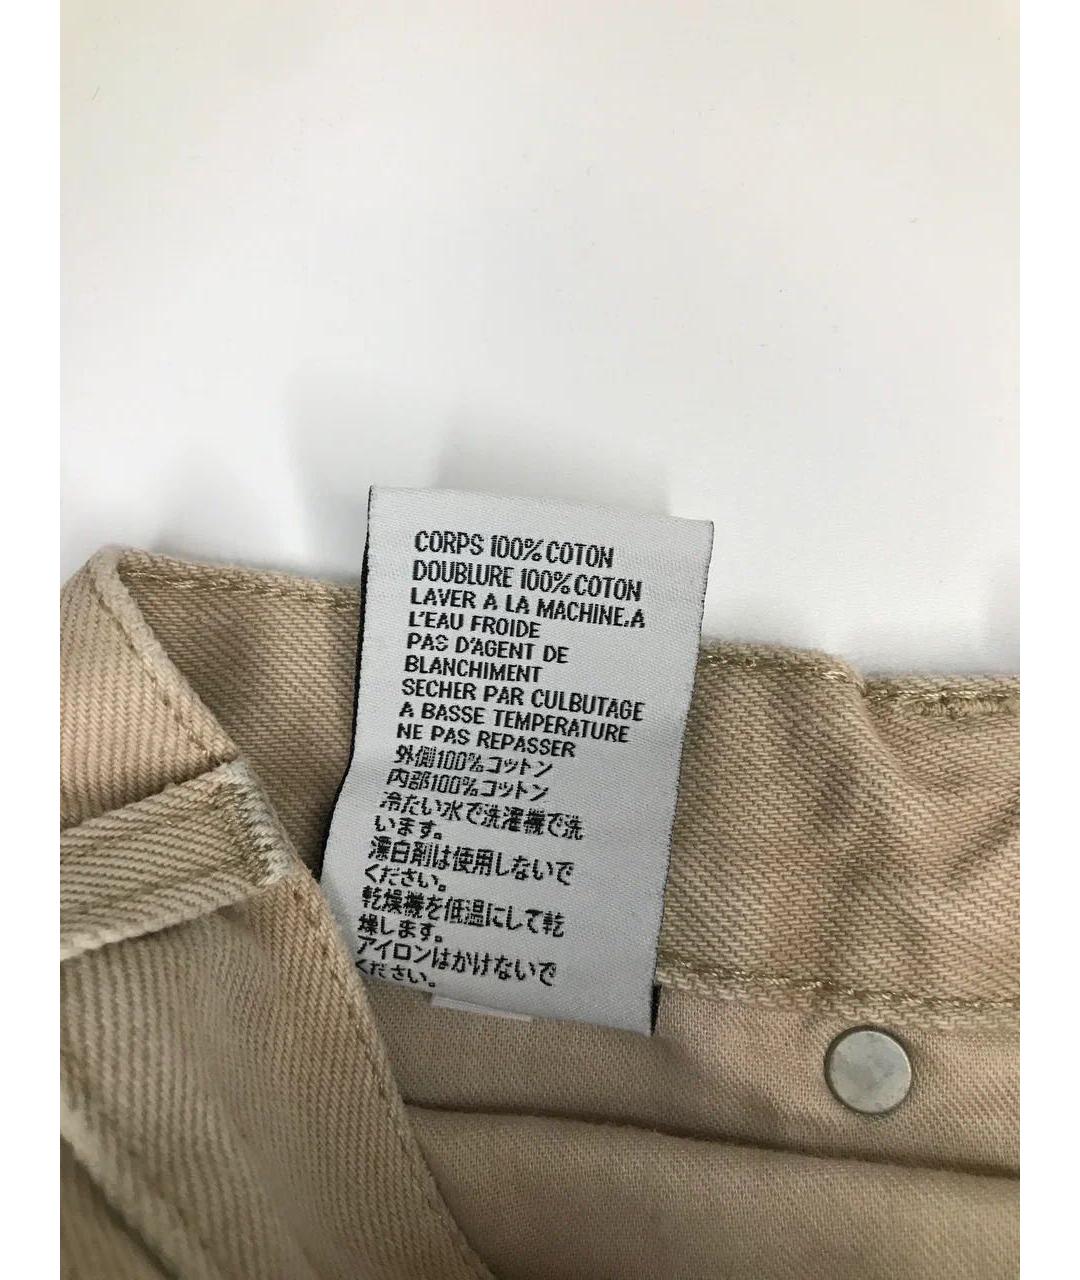 CORPS 100% COTON
DOUBLURE 100% COTON
LAVER A LA MACHINE.A
L'EAU FROIDE
PAS D'AGENT DE
BLANCHIMENT
SECHER PAR CULBUTAGE
A BASSE TEMPERATURE
NE PAS REPASSER
外側100%コットン
内部100%コットン
冷たい水で洗濯機で洗
います。
漂白剤は使用しないで
ください。
乾燥機を低温にして乾
燥します。
アイロンはかけないで
ください。